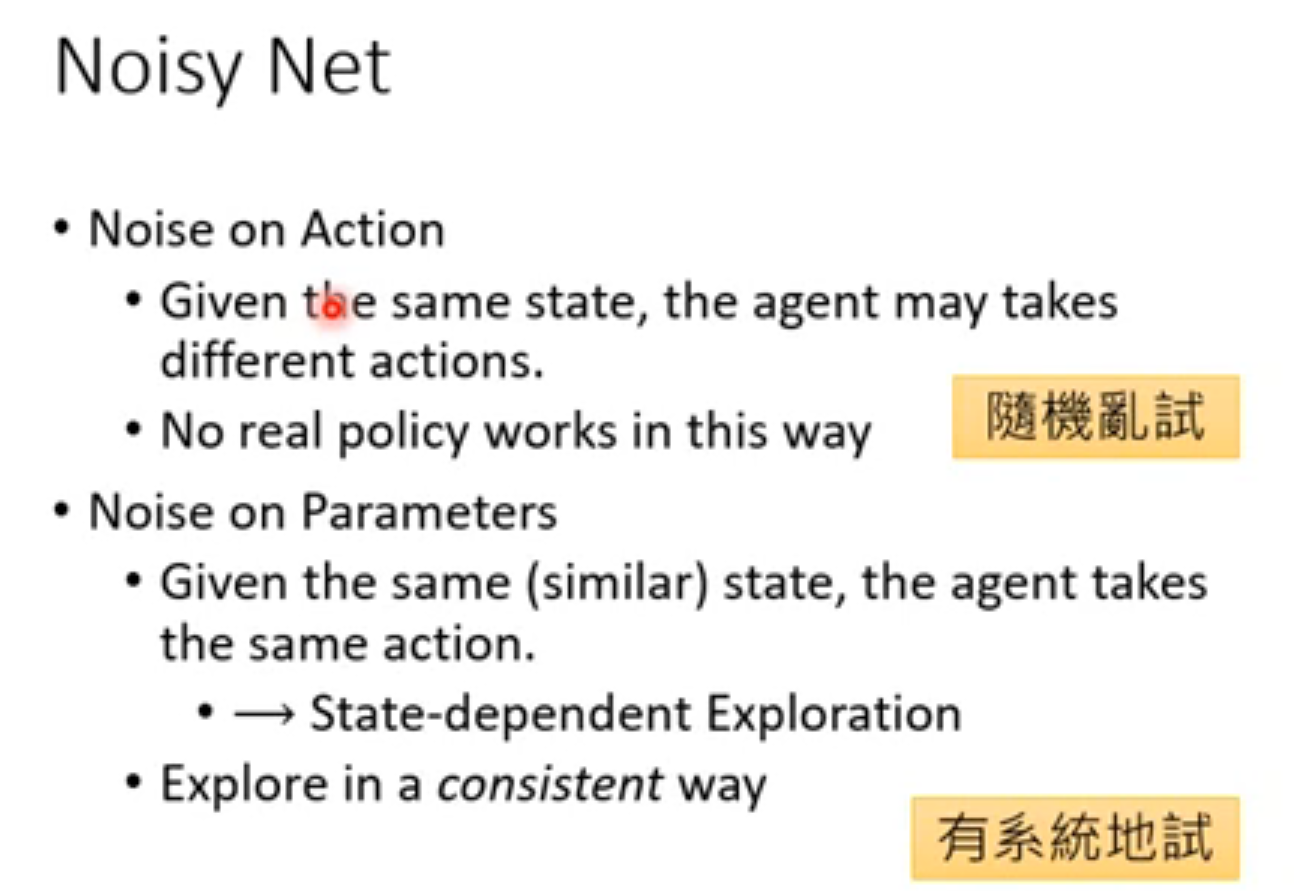 Noisy Net
• Noise on Action
• Given the same state, the agent may takes
different actions.
• No real policy works in this way
隨機亂試
• Noise on Parameters
• Given the same (similar) state, the agent takes
the same action.
• ⟶ State-dependent Exploration
• Explore in a consistent way
有系統地試